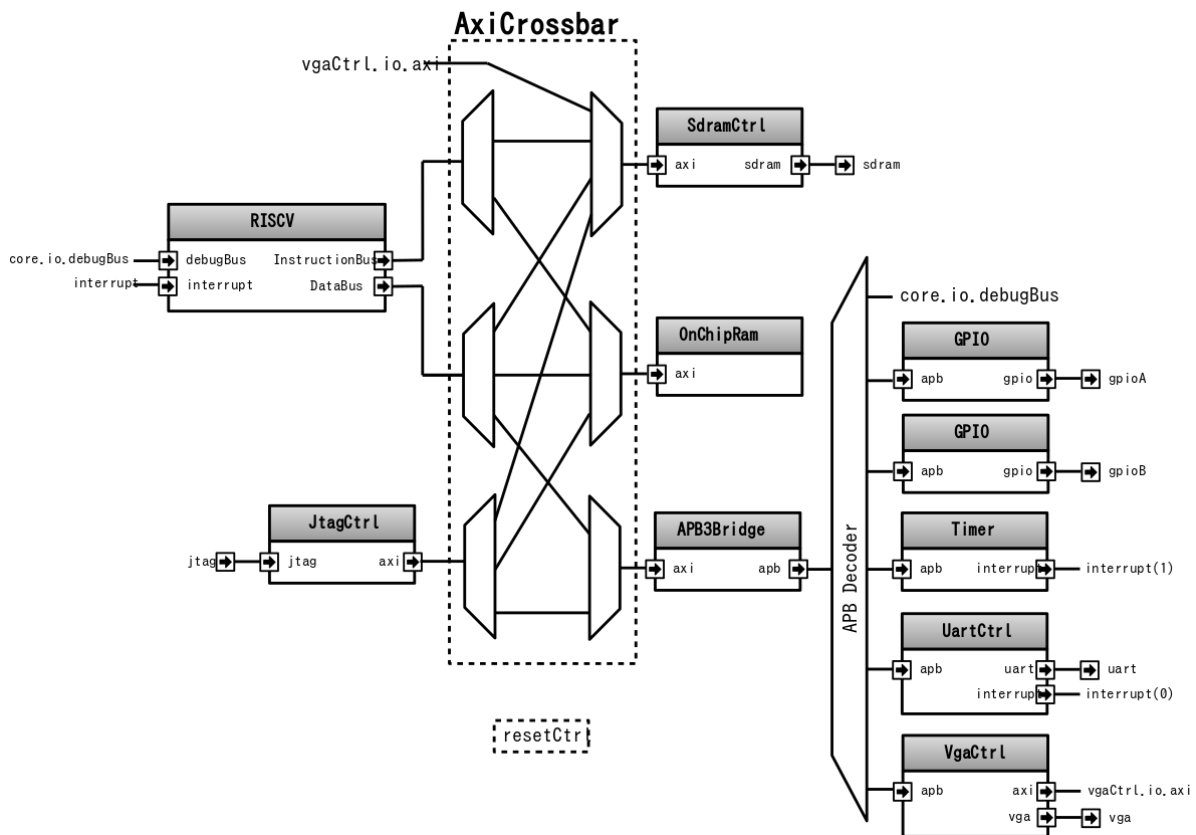 AxiCrossbar
vgaCtrl.io.axi
SdramCtrl
axi
sdram
sdram
RISCV
core.io.debugBus
debugBus
InstructionBus
interrupt
interrupt
DataBus
core.io.debugBus
OnChipRam
axi
GPIO
apb
gpio
gpioA
GPIO
apb
gpio
gpioB
JtagCtrl
jtag
jtag
axi
APB3Bridge
axi
apb
APB Decoder
Timer
apb
interrupt
interrupt(1)
UartCtrl
apb
uart
uart
interrupt
interrupt(0)
resetCtrl
VgaCtrl
apb
axi
vgaCtrl.io.axi
vga
vga